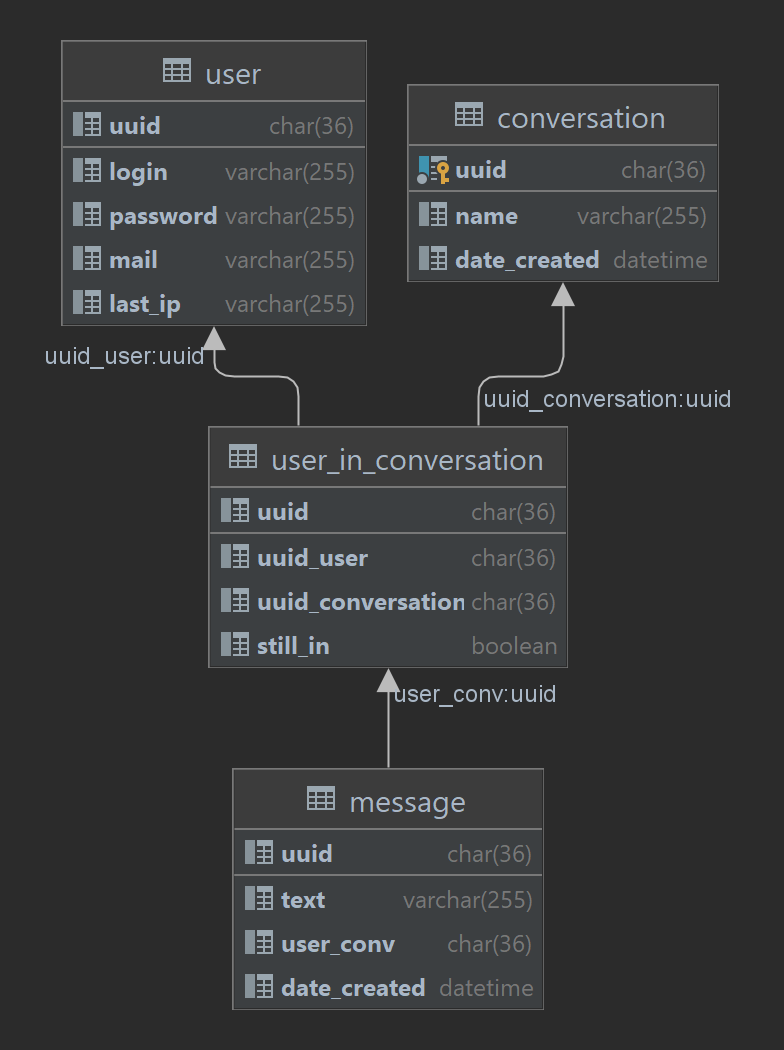 user
uuid char(36)
login varchar(255)
password varchar(255)
mail varchar(255)
last_ip varchar(255)
conversation
uuid char(36)
name varchar(255)
date_created datetime
uuid_user:uuid
uuid_conversation:uuid
user_in_conversation
uuid char(36)
uuid_user char(36)
uuid_conversation char(36)
still_in boolean
user_conv:uuid
message
uuid char(36)
text varchar(255)
user_conv char(36)
date_created datetime